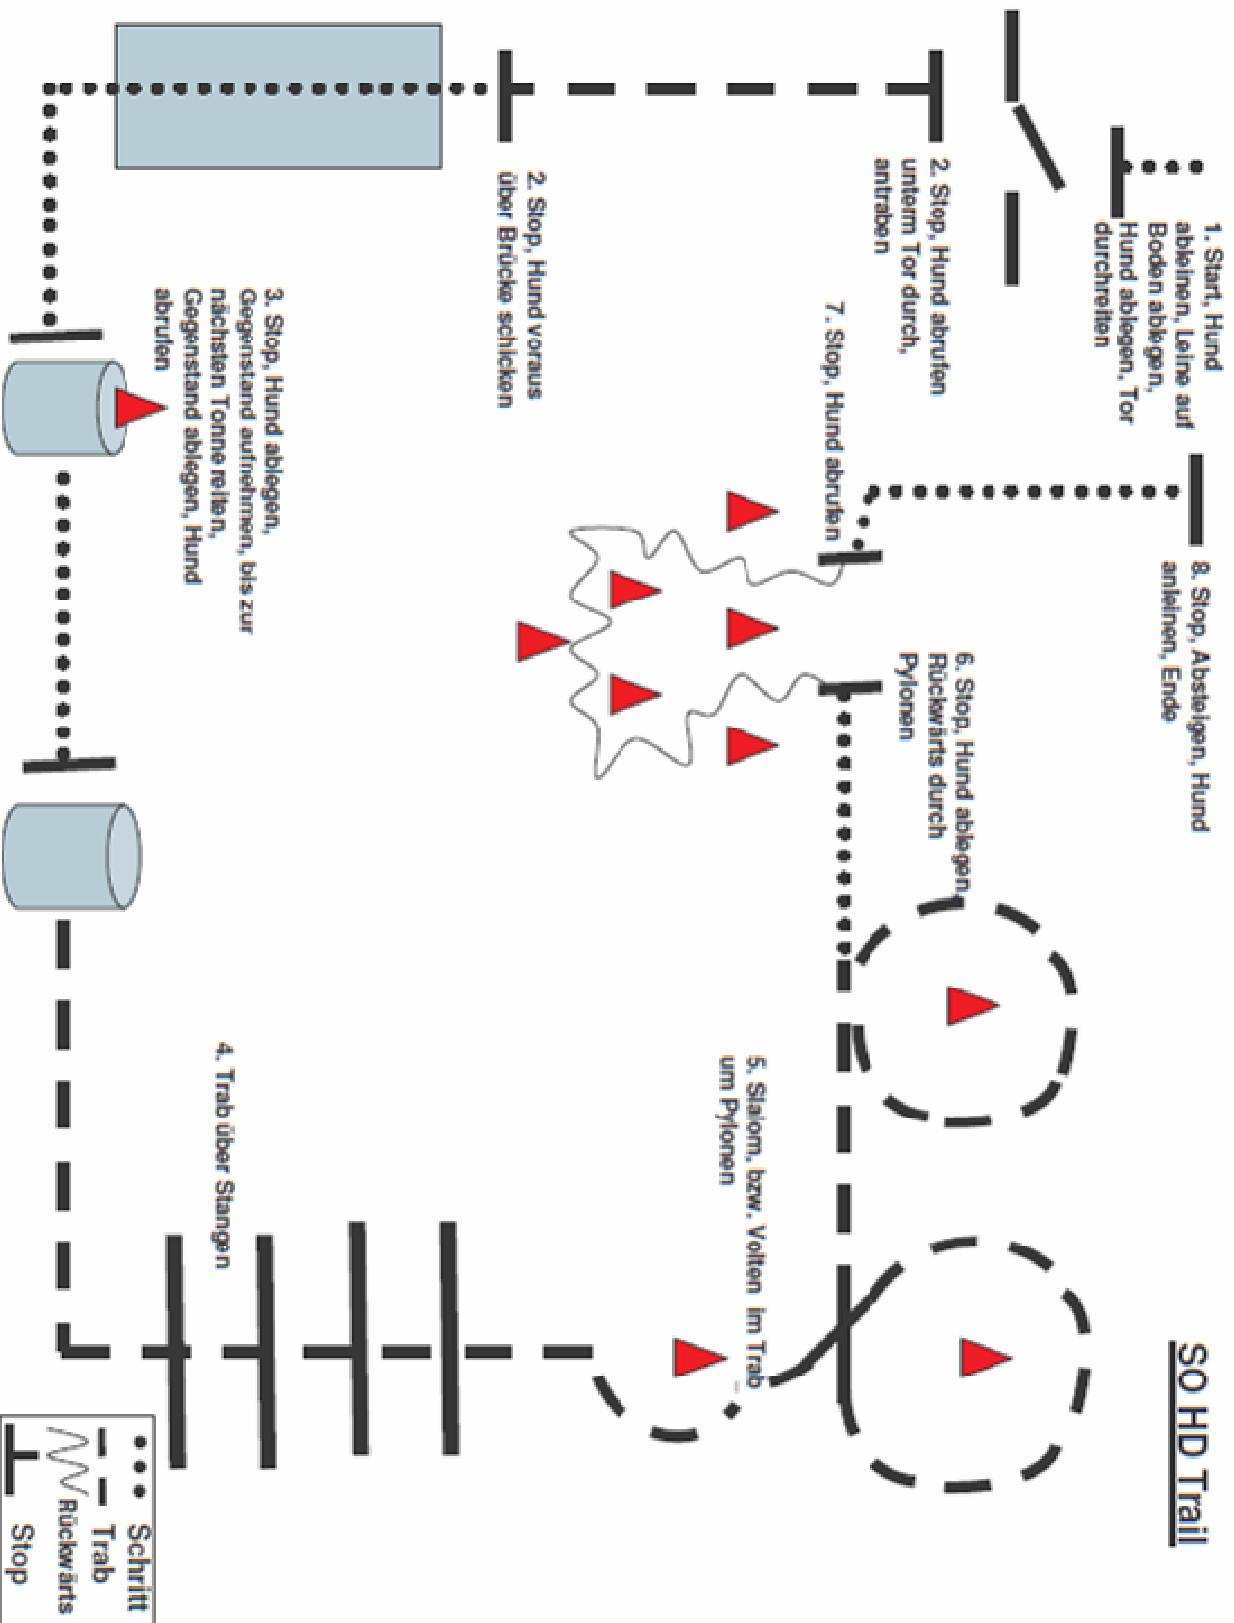 SO HD Trail
1. Start, Hund
ableinen, Leine auf
Boden ablegen,
Hund ablegen, Tor
durchreiten
2. Stop, Hund abrufen
unterm Tor durch,
antraben
2. Stop, Hund voraus
über Brücke schicken
3. Stop, Hund ablegen,
Gegenstand aufnehmen, bis zur
nächsten Tonne reiten,
Gegenstand ablegen, Hund
abrufen
4. Trab über Stangen
5. Slalom, bzw. Volten im Trab
um Pylonen
6. Stop, Hund ablegen,
Rückwärts durch
Pylonen
7. Stop, Hund abrufen
8. Stop, Absteigen, Hund
anleinen, Ende
Schritt
Trab
Rückwärts
Stop